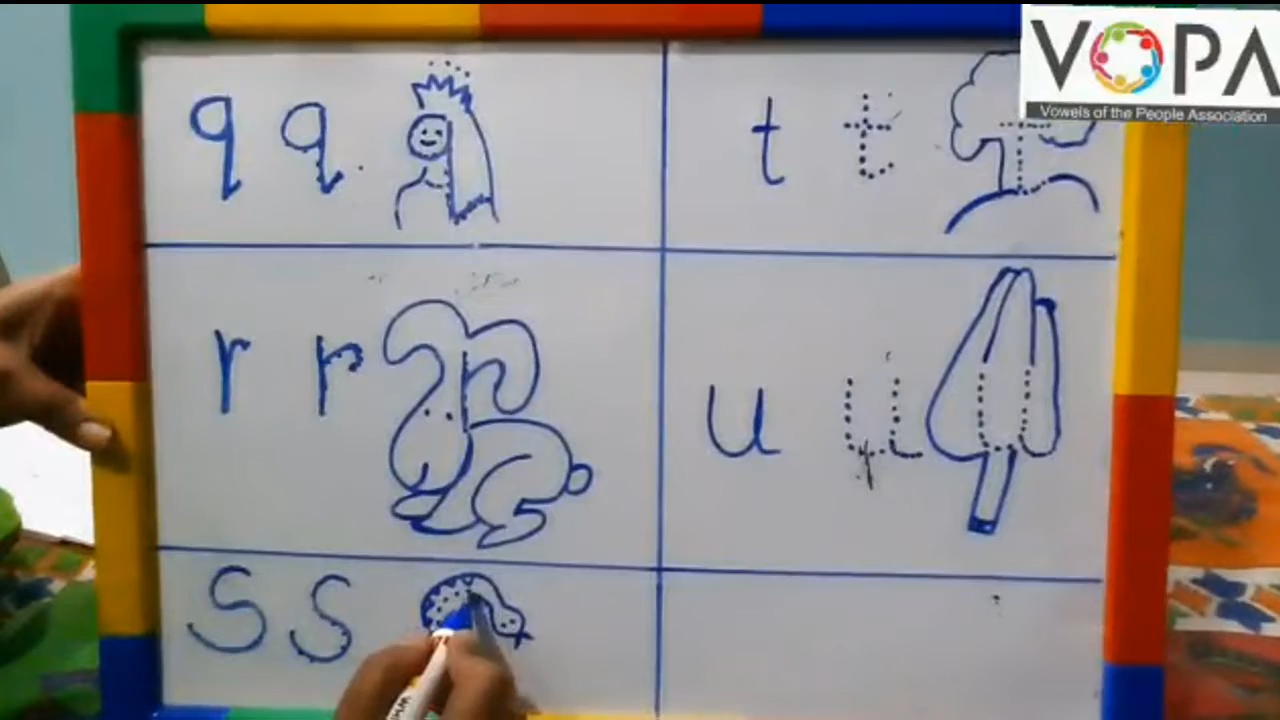 VOPA
Vowels of the People Association
q q
t t
r r
u u
S S